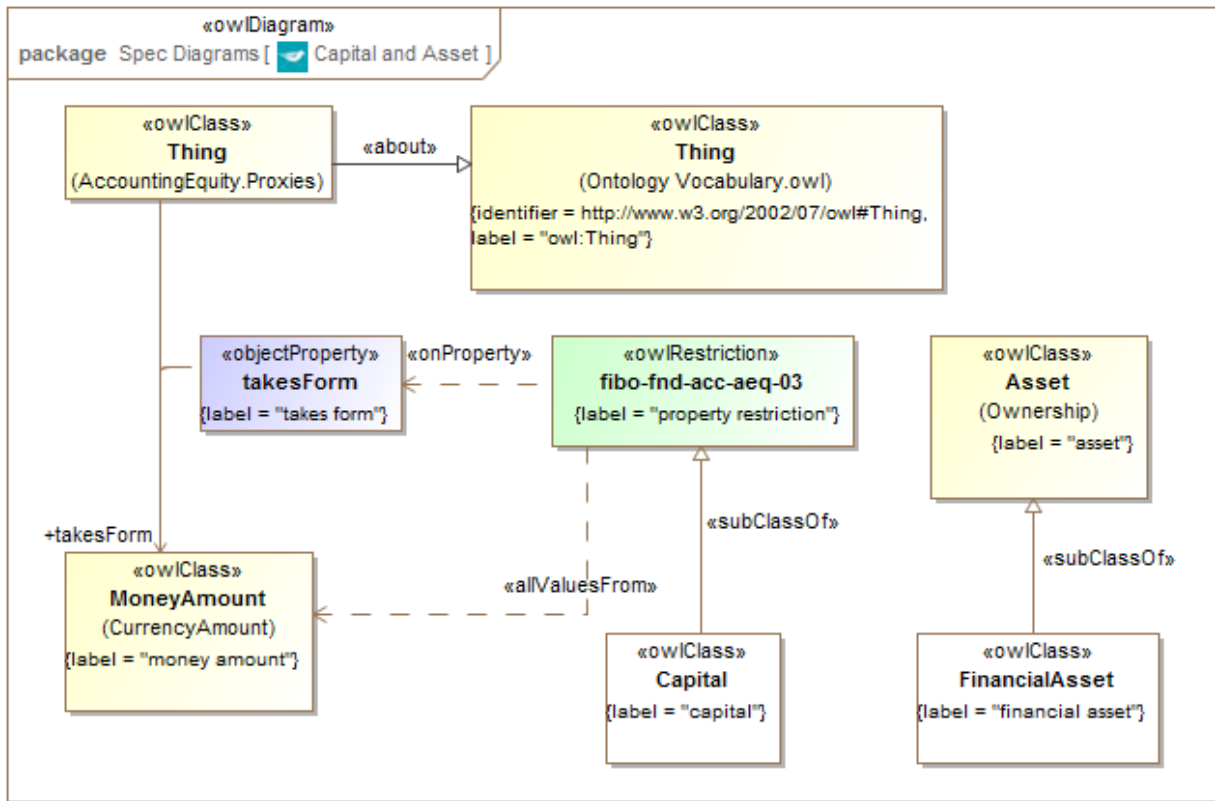 «owlDiagram»
package Spec Diagrams [ Capital and Asset ]
«owlClass»
Thing
(AccountingEquity.Proxies)
«about»
«owlClass»
Thing
(Ontology Vocabulary.owl)
{identifier = http://www.w3.org/2002/07/owl#Thing,
label = "owl:Thing"}
«objectProperty»
takesForm
{label = "takes form"}
«onProperty»
«owlRestriction»
fibo-fnd-acc-aeq-03
{label = "property restriction"}
«owlClass»
Asset
(Ownership)
{label = "asset"}
+takesForm
«subClassOf»
«subClassOf»
«owlClass»
MoneyAmount
(CurrencyAmount)
{label = "money amount"}
«allValuesFrom»
«owlClass»
Capital
{label = "capital"}
«owlClass»
FinancialAsset
{label = "financial asset"}